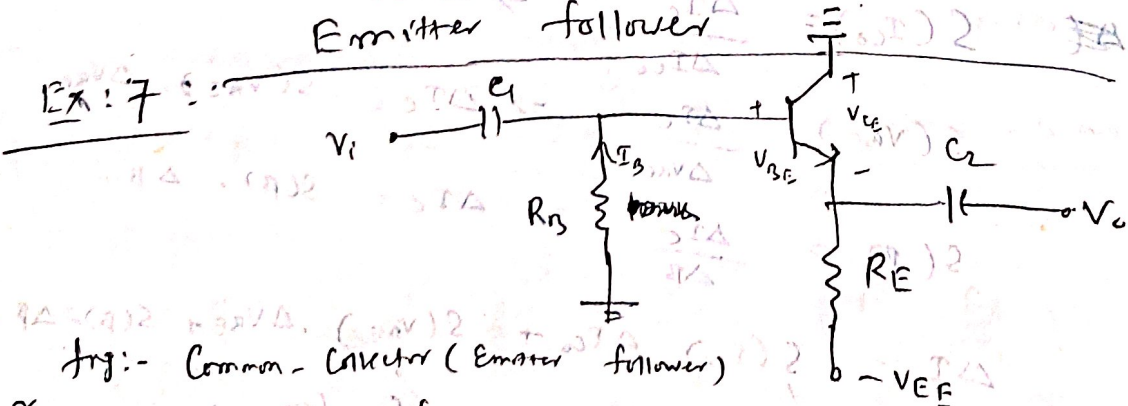 Emitter follower
Ex: 7 :-
C1
Vi
IB
RB
+
VBE
+
VCE
-
C2
Vo
RE
-VEE
fig:- Common-Collector (Emitter follower)